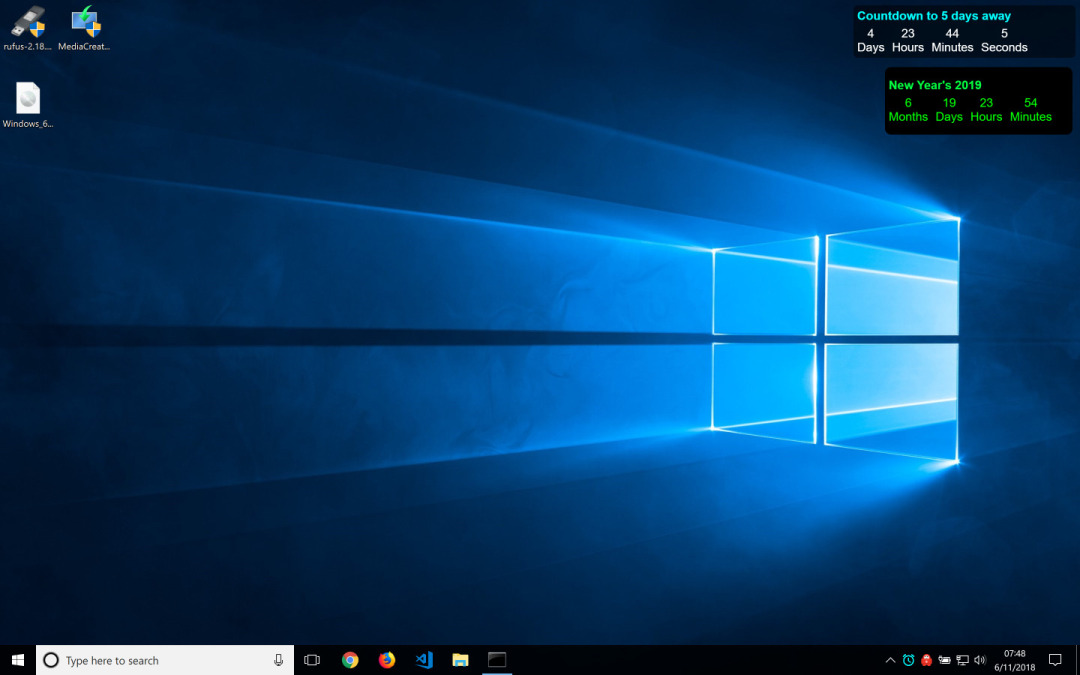 rufus-2.18....
MediaCreat...
Windows_6...
Countdown to 5 days away
4 23 44 5
Days Hours Minutes Seconds
New Year's 2019
6 19 23 54
Months Days Hours Minutes
Type here to search
07:48
6/11/2018